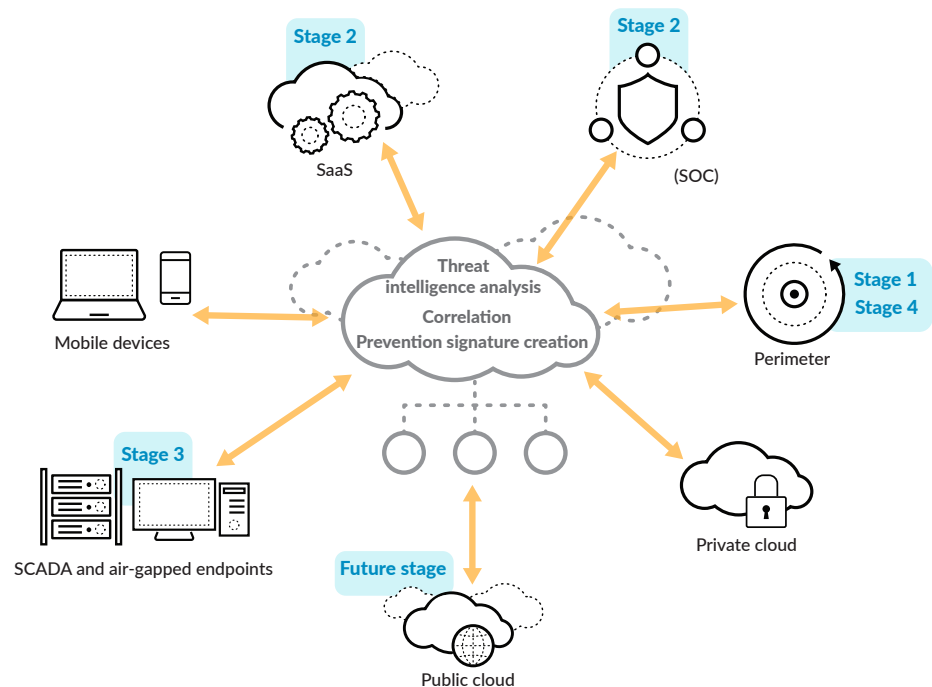 Stage 2
SaaS
Stage 2
(SOC)
Threat
intelligence analysis
Correlation
Prevention signature creation
Mobile devices
Stage 1
Stage 4
Perimeter
Stage 3
SCADA and air-gapped endpoints
Private cloud
Future stage
Public cloud